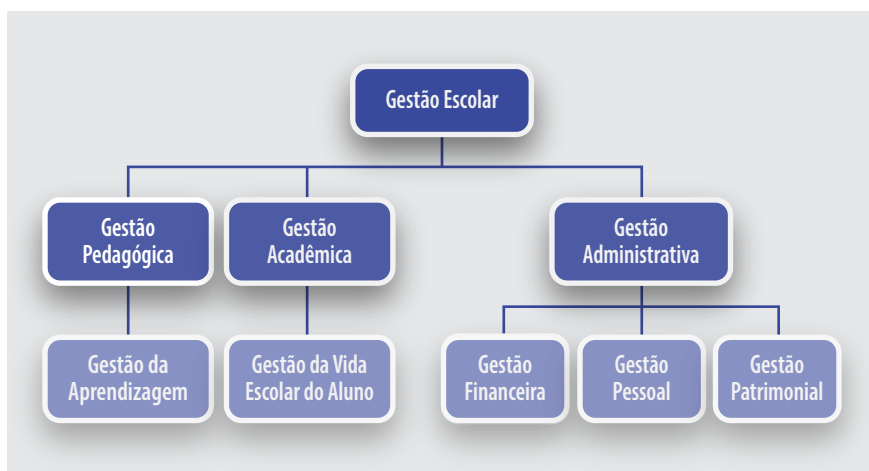 Gestão Escolar
Gestão
Pedagógica
Gestão
Acadêmica
Gestão
Administrativa
Gestão da
Aprendizagem
Gestão da Vida
Escolar do Aluno
Gestão
Financeira
Gestão
Pessoal
Gestão
Patrimonial